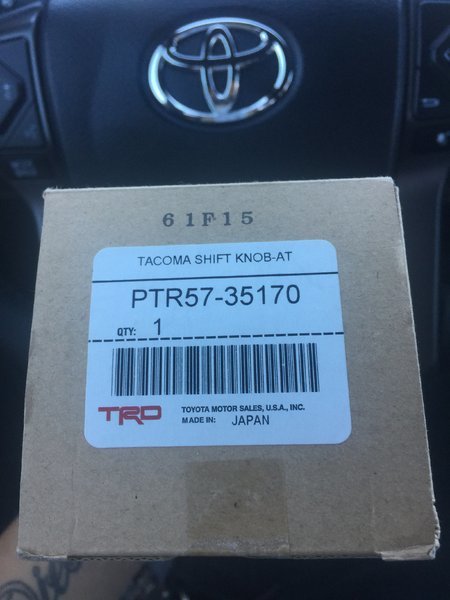 61F15
TACOMA SHIFT KNOB-AT
PTR57-35170
QTY: 1
TRD
TOYOTA MOTOR SALES, U.S.A., INC.
MADE IN: JAPAN